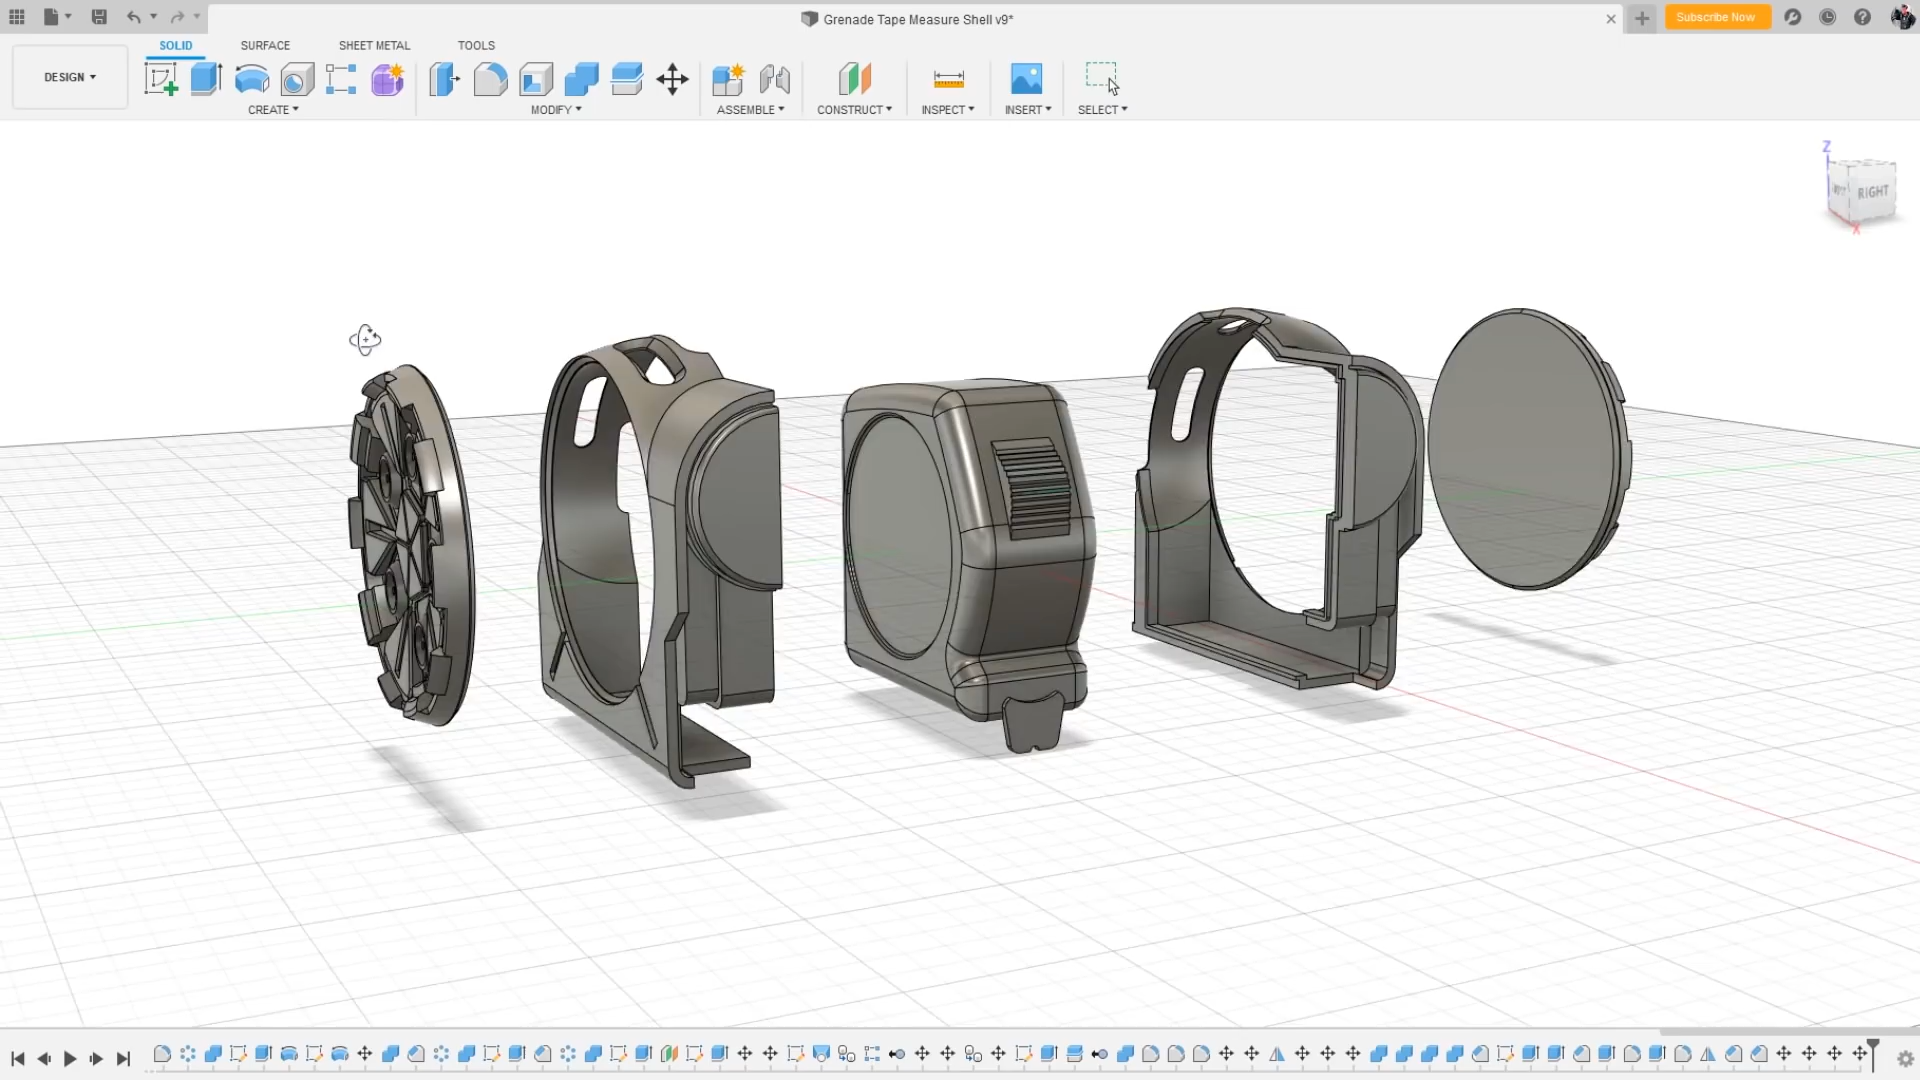 Grenade Tape Measure Shell v9*
Subscribe Now
SOLID SURFACE SHEET METAL TOOLS
DESIGN
CREATE MODIFY ASSEMBLE CONSTRUCT INSPECT INSERT SELECT
Z
RIGHT
X